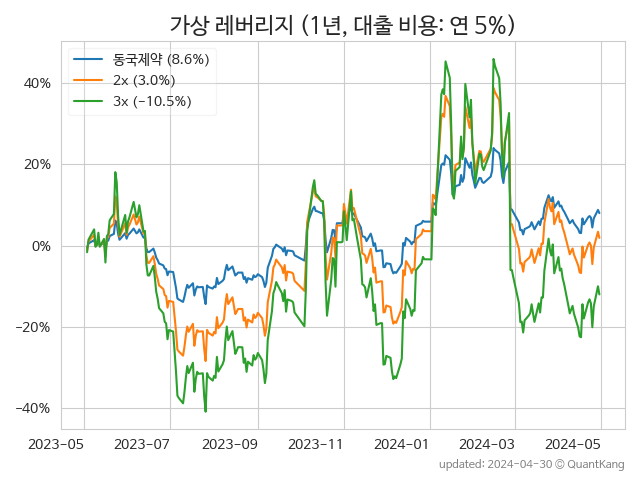 가상 레버리지 (1년, 대출 비용: 연 5%)
동국제약 (8.6%)
2x (3.0%)
3x (−10.5%)
40%
20%
0%
−20%
−40%
2023-05 2023-07 2023-09 2023-11 2024-01 2024-03 2024-05
updated: 2024-04-30 © QuantKang